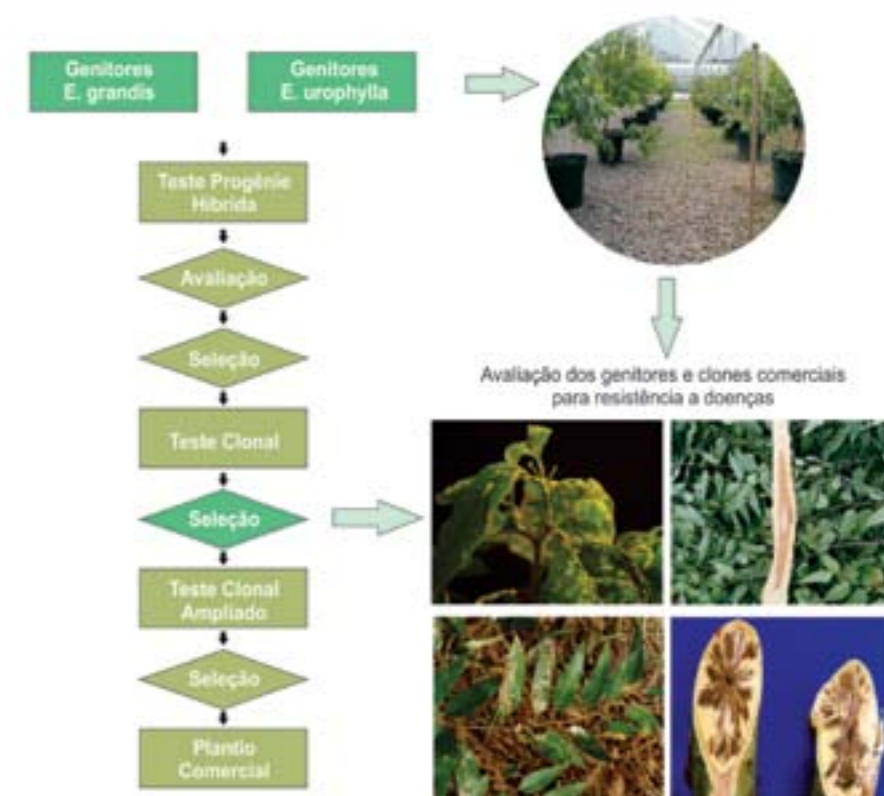 Genitores
E. grandis
Genitores
E. urophylla
Teste Progênie
Híbrida
Avaliação
Seleção
Teste Clonal
Seleção
Teste Clonal
Ampliado
Seleção
Plantio
Comercial
Avaliação dos genitores e clones comerciais
para resistência a doenças